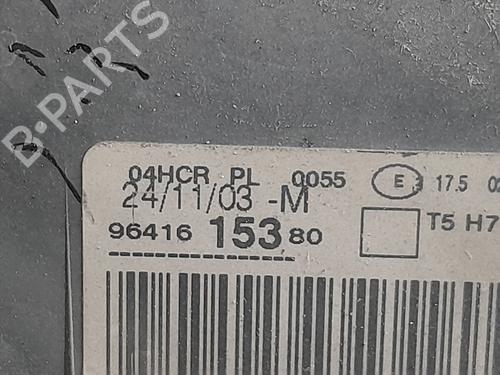 B-PARTS
04HCR PL 0055 E 17.5
24/11/03 -M
T5 H7
96416 153 80